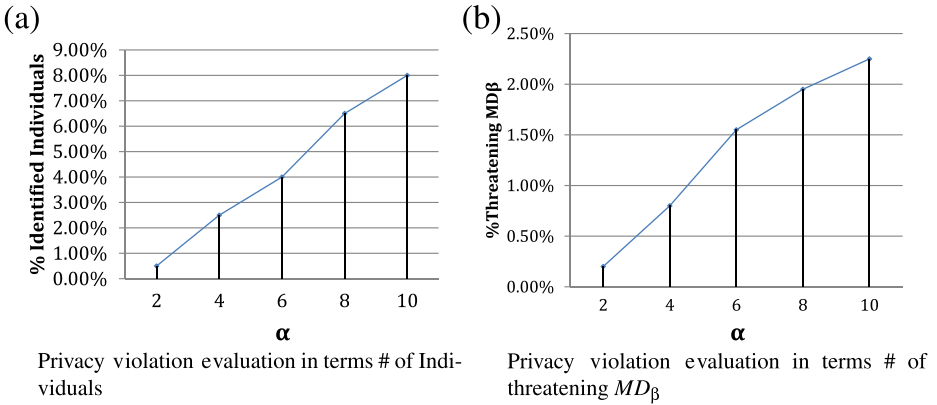 (a)
% Identified Individuals
9.00%
8.00%
7.00%
6.00%
5.00%
4.00%
3.00%
2.00%
1.00%
0.00%
2 4 6 8 10
α
Privacy violation evaluation in terms # of Indi-
viduals
(b)
%Threatening MDβ
2.50%
2.00%
1.50%
1.00%
0.50%
0.00%
2 4 6 8 10
α
Privacy violation evaluation in terms # of
threatening MDβ